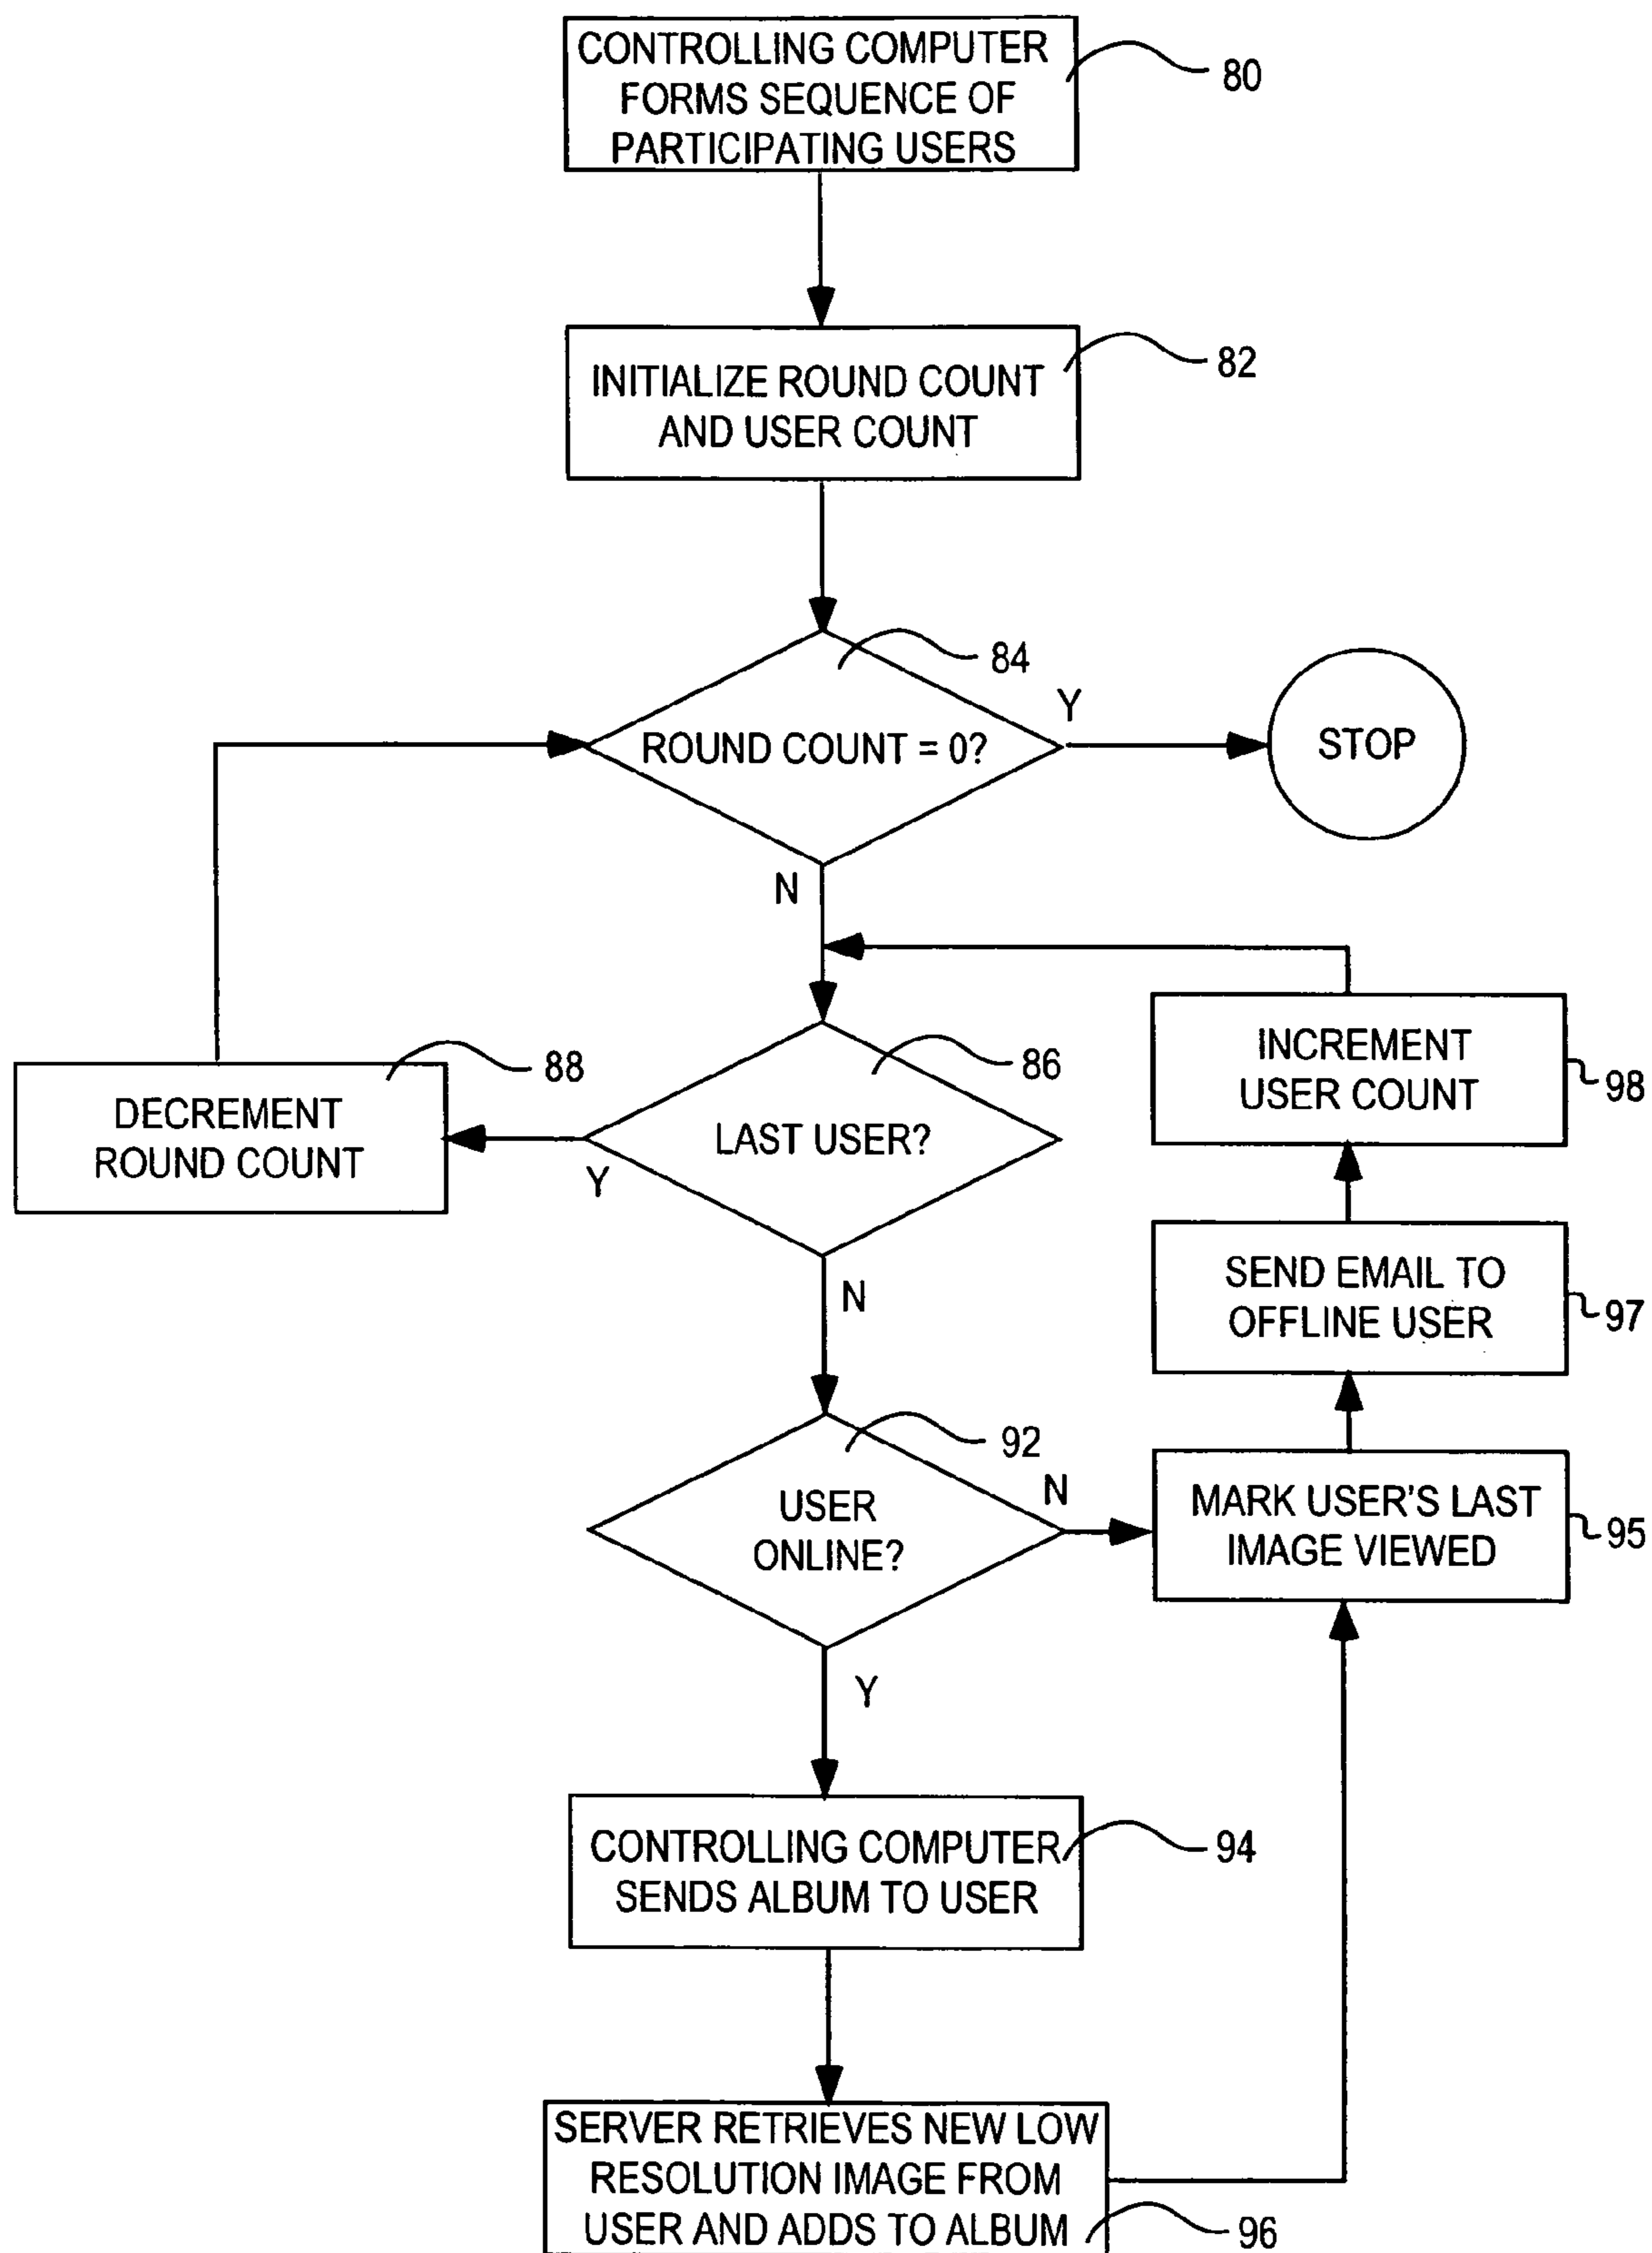 CONTROLLING COMPUTER
FORMS SEQUENCE OF
PARTICIPATING USERS
80
INITIALIZE ROUND COUNT
AND USER COUNT
82
84
ROUND COUNT = 0?
Y
STOP
N
86
LAST USER?
Y
N
88
DECREMENT
ROUND COUNT
INCREMENT
USER COUNT
98
SEND EMAIL TO
OFFLINE USER
97
92
USER
ONLINE?
N
Y
MARK USER'S LAST
IMAGE VIEWED
95
CONTROLLING COMPUTER
SENDS ALBUM TO USER
94
SERVER RETRIEVES NEW LOW
RESOLUTION IMAGE FROM
USER AND ADDS TO ALBUM
96